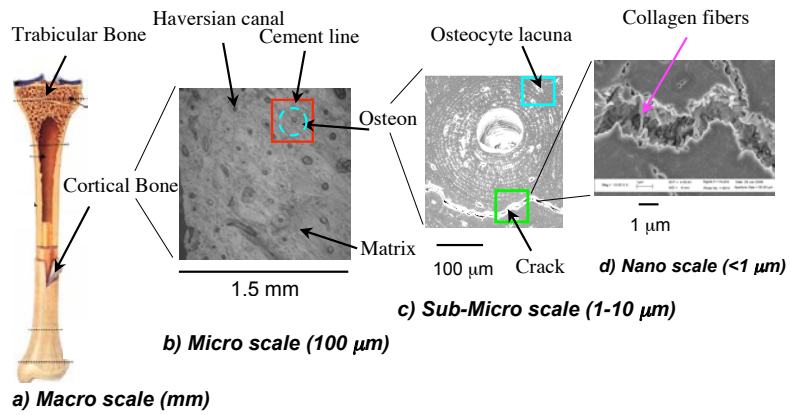 Haversian canal
Trabicular Bone
Cement line
Osteocyte lacuna
Collagen fibers
Osteon
Cortical Bone
Matrix
Crack
1.5 mm
100 μm
1 μm
d) Nano scale (<1 μm)
c) Sub-Micro scale (1-10 μm)
b) Micro scale (100 μm)
a) Macro scale (mm)